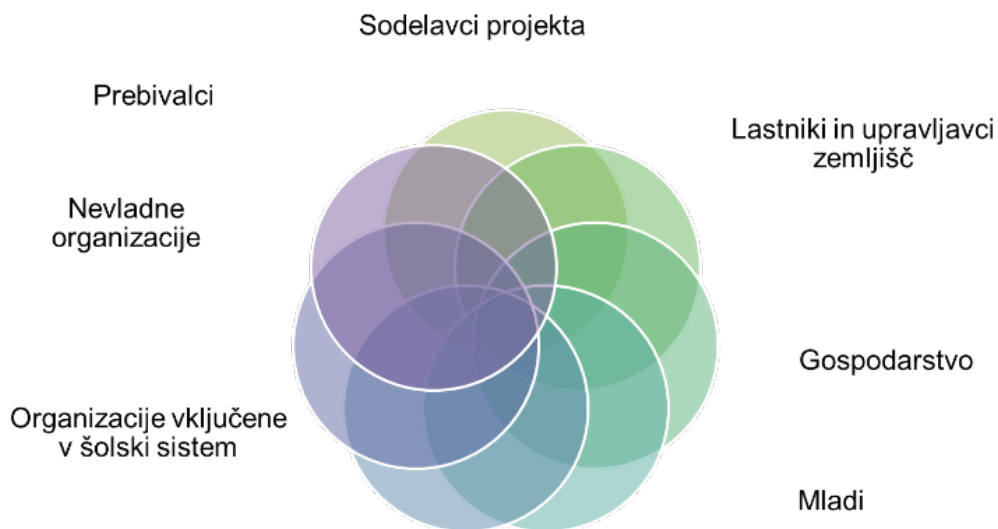 Sodelavci projekta
Prebivalci
Lastniki in upravljavci
zemljišč
Nevladne
organizacije
Gospodarstvo
Organizacije vključene
v šolski sistem
Mladi